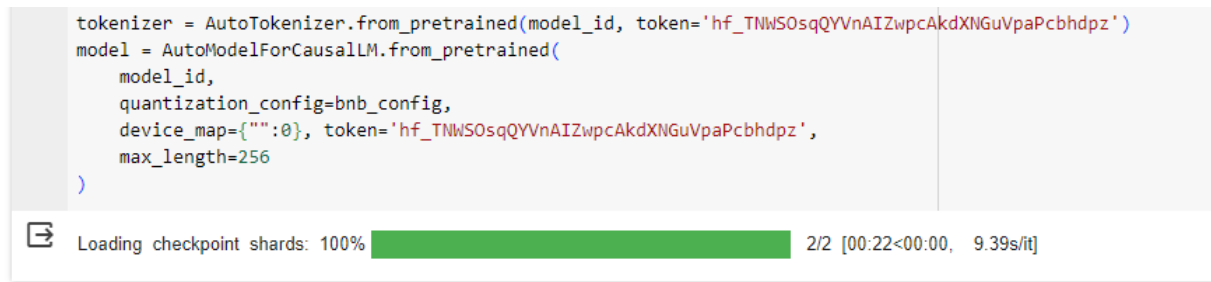 tokenizer = AutoTokenizer.from_pretrained(model_id, token='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')
model = AutoModelForCausalLM.from_pretrained(
    model_id,
    quantization_config=bnb_config,
    device_map={"":0}, token='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',
    max_length=256
)
Loading checkpoint shards: 100% 2/2 [00:22<00:00, 9.39s/it]